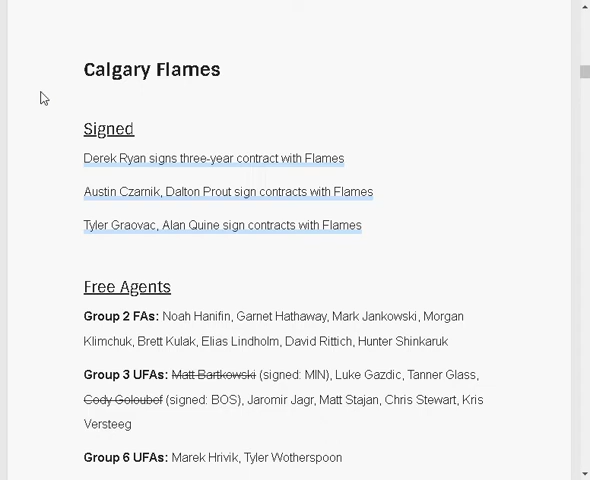 Calgary Flames
Signed
Derek Ryan signs three-year contract with Flames
Austin Czarnik, Dalton Prout sign contracts with Flames
Tyler Graovac, Alan Quine sign contracts with Flames
Free Agents
Group 2 FAs: Noah Hanifin, Garnet Hathaway, Mark Jankowski, Morgan
Klimchuk, Brett Kulak, Elias Lindholm, David Rittich, Hunter Shinkaruk
Group 3 UFAs: Matt Bartkowski (signed: MIN), Luke Gazdic, Tanner Glass,
Cody Goloubef (signed: BOS), Jaromir Jagr, Matt Stajan, Chris Stewart, Kris
Versteeg
Group 6 UFAs: Marek Hrivik, Tyler Wotherspoon